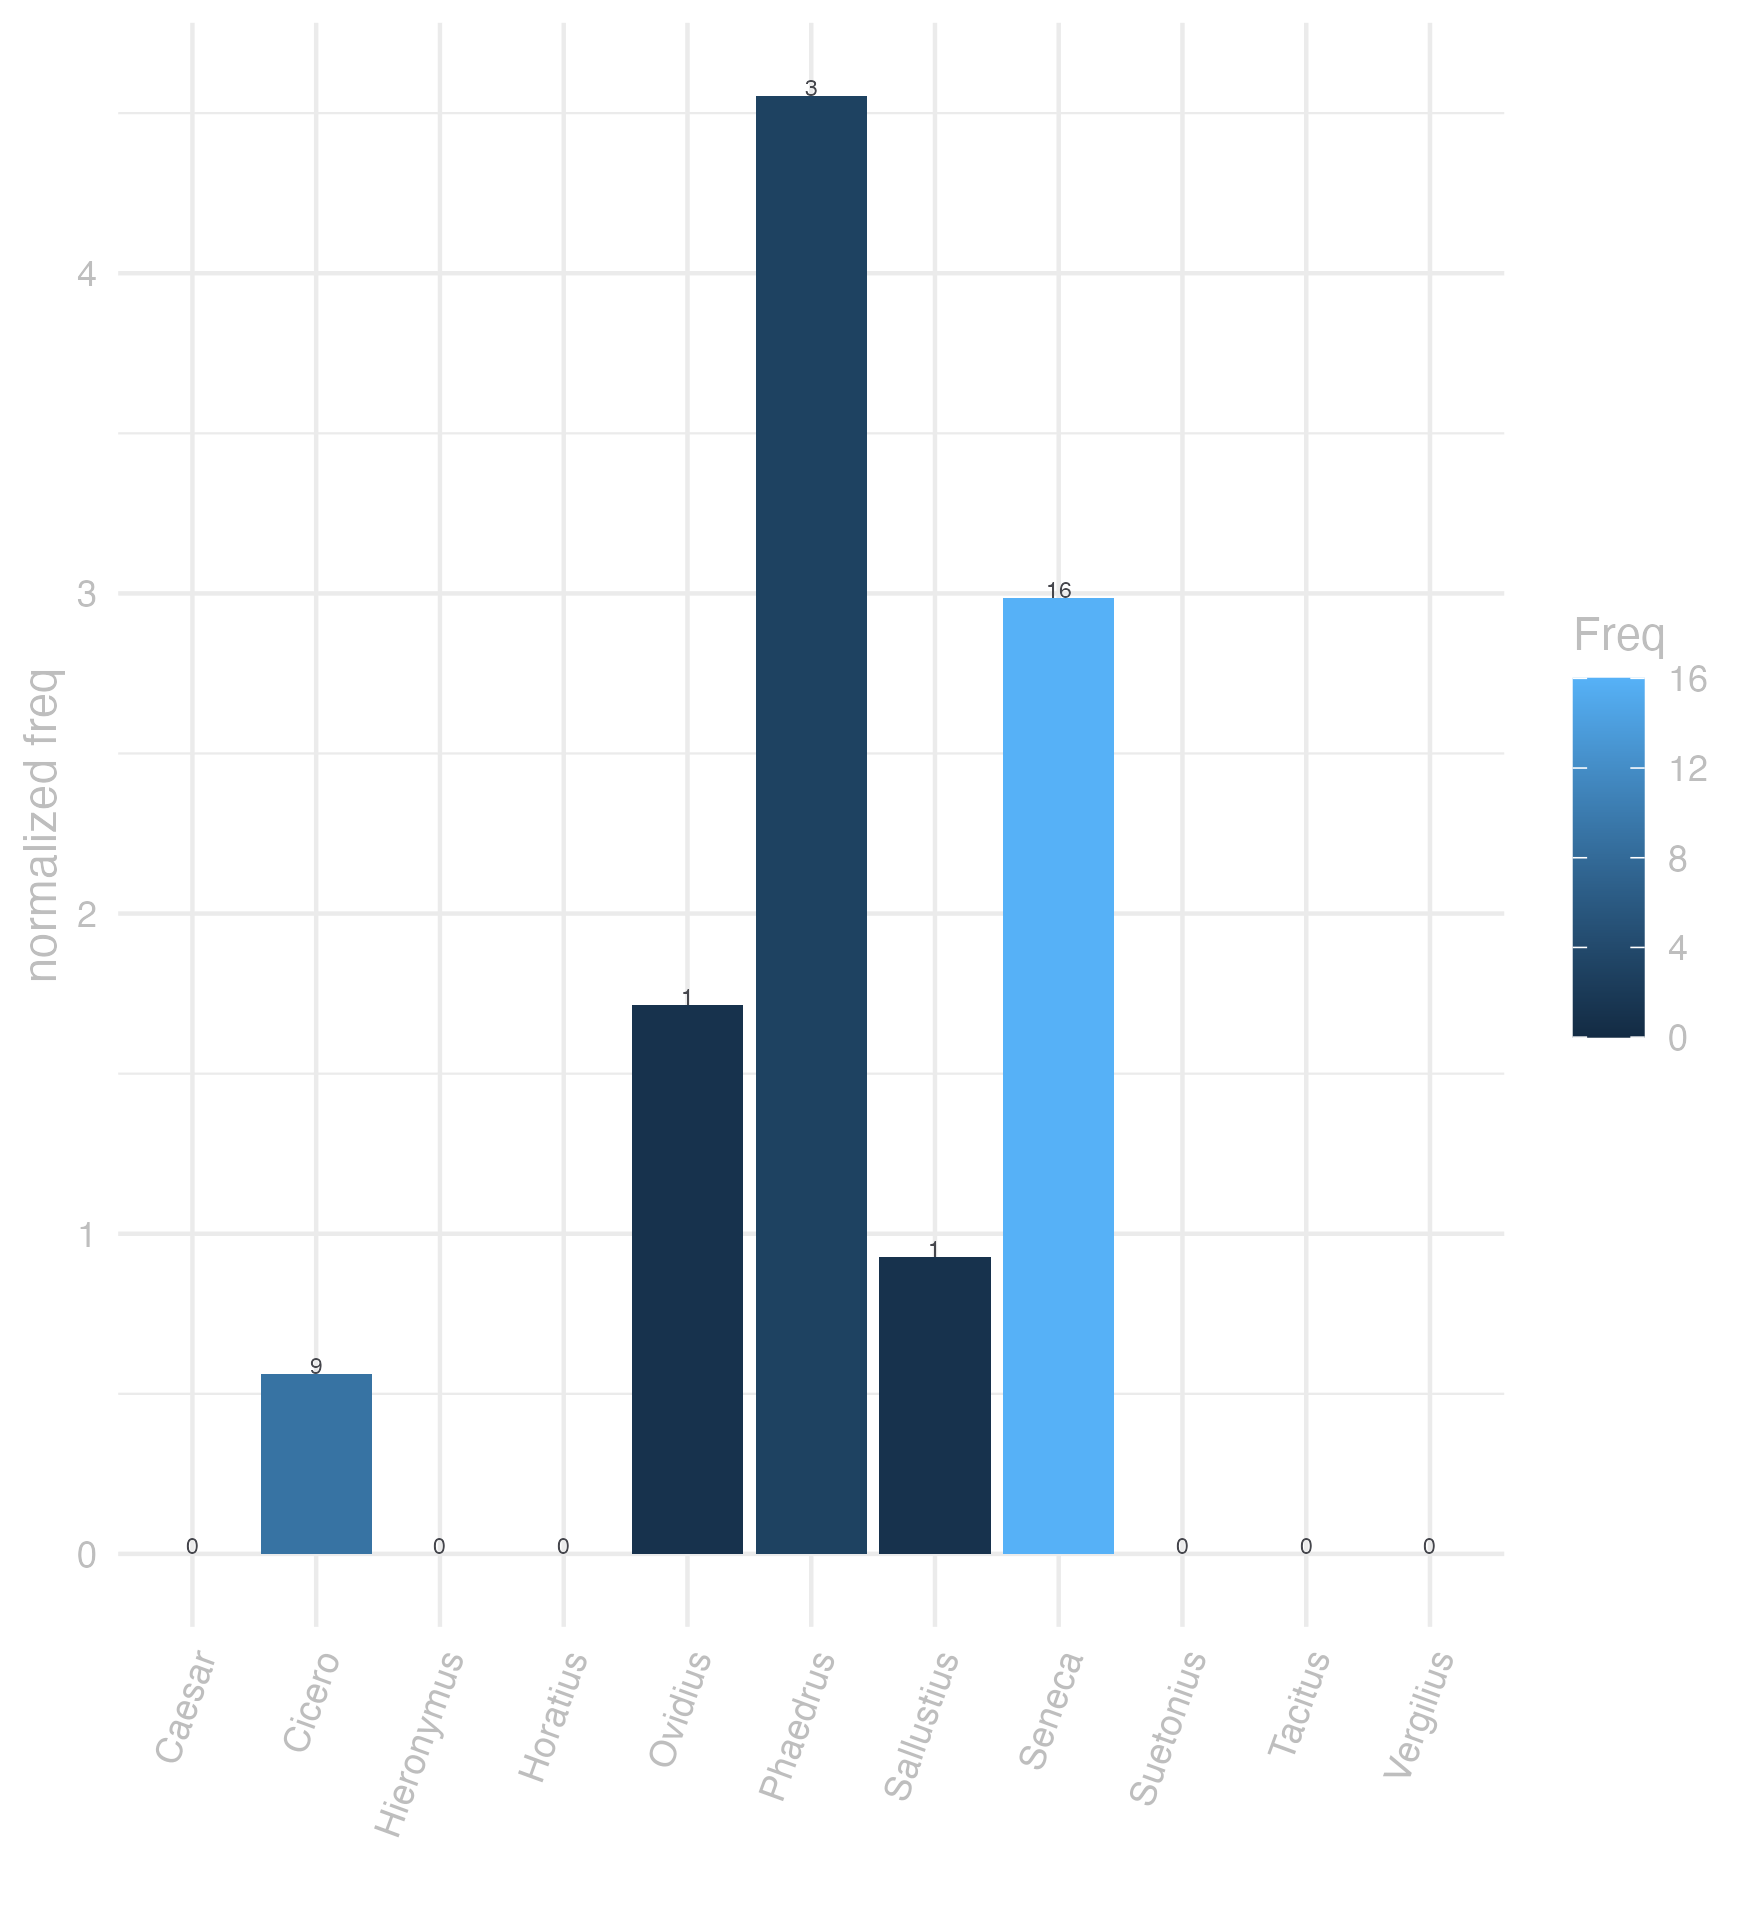 3
4
16
3
Freq
16
12
normalized freq
8
2
4
1
0
1
1
9
0
0
0
0
0
0
0
Caesar
Cicero
Hieronymus
Horatius
Ovidius
Phaedrus
Sallustius
Seneca
Suetonius
Tacitus
Vergilius